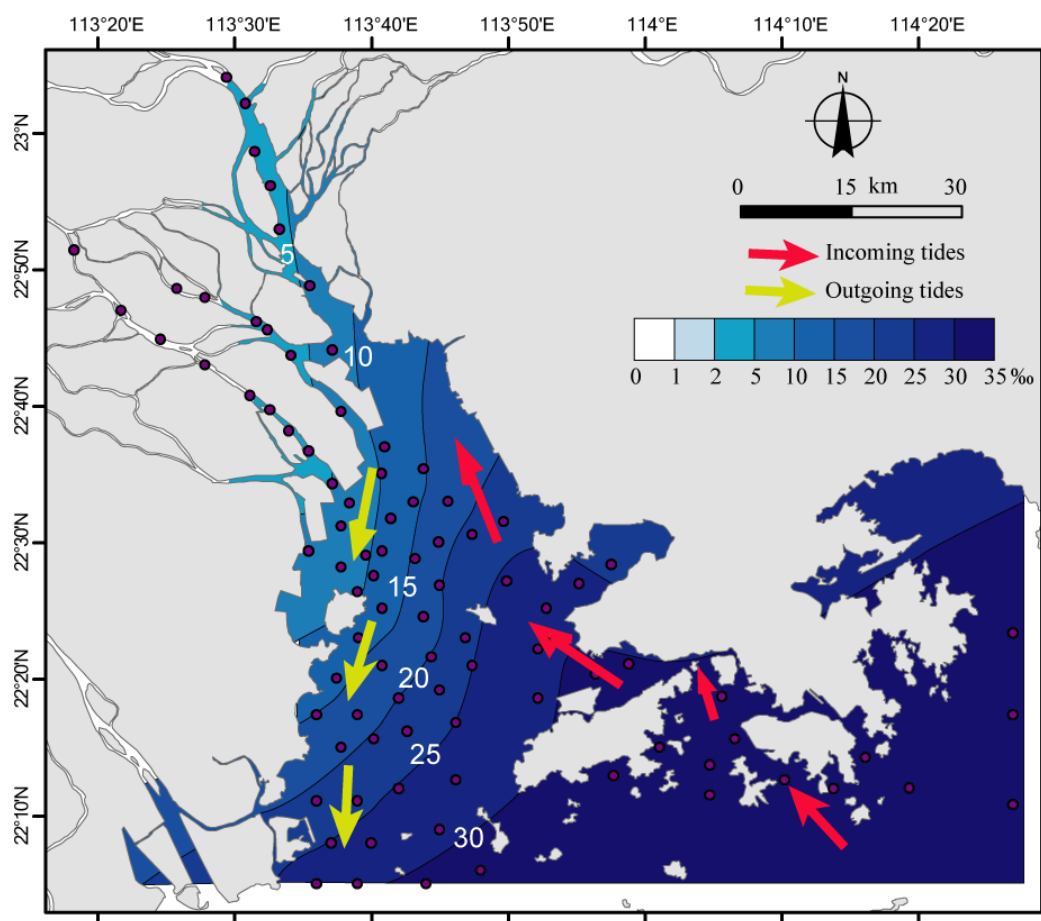 113°20'E 113°30'E 113°40'E 113°50'E 114°E 114°10'E 114°20'E
N
23°N
0 15 km 30
Incoming tides
5
22°50'N
Outgoing tides
10
0 1 2 5 10 15 20 25 30 35 ‰
22°40'N
22°30'N
15
22°20'N
20
25
22°10'N
30